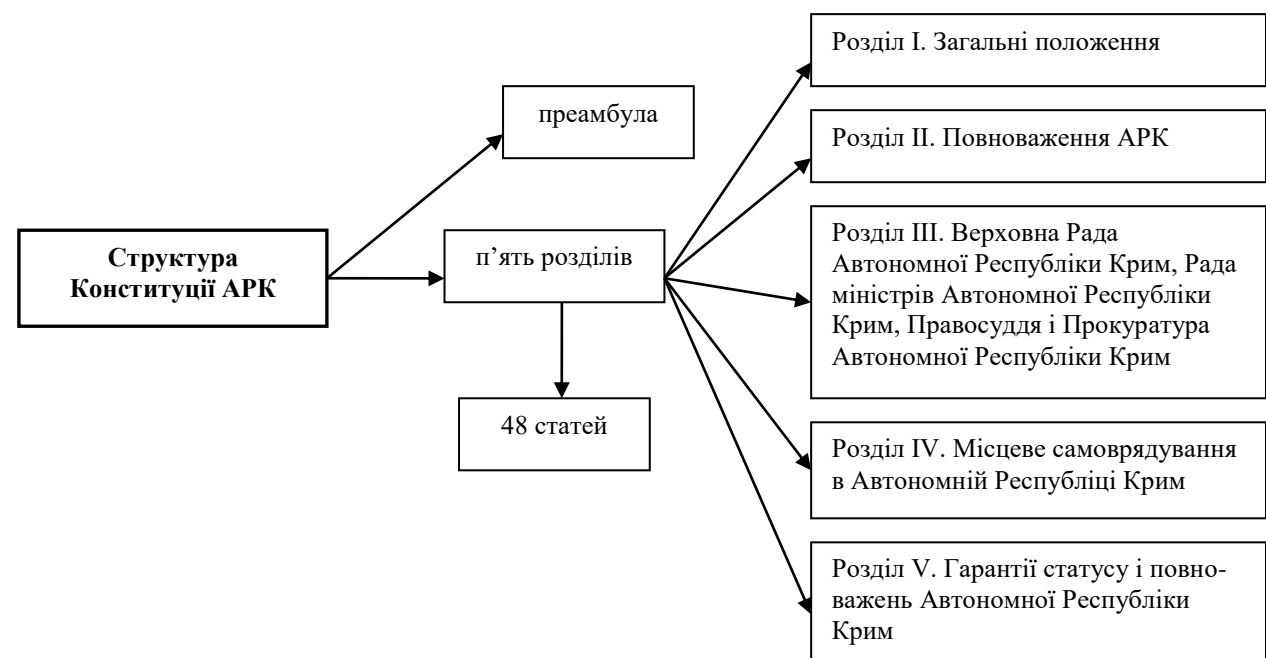 Структура
Конституції АРК
преамбула
п’ять розділів
48 статей
Розділ I. Загальні положення
Розділ II. Повноваження АРК
Розділ III. Верховна Рада
Автономної Республіки Крим, Рада
міністрів Автономної Республіки
Крим, Правосуддя і Прокуратура
Автономної Республіки Крим
Розділ IV. Місцеве самоврядування
в Автономній Республіці Крим
Розділ V. Гарантії статусу і повно-
важень Автономної Республіки
Крим